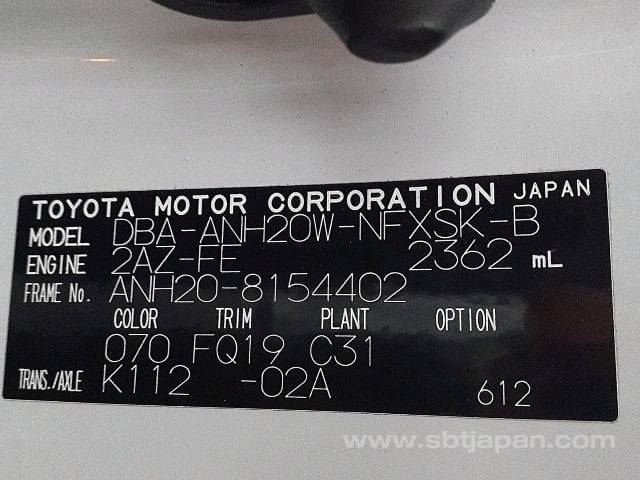 TOYOTA MOTOR CORPORATION JAPAN
MODEL DBA-ANH20W-NFXSK-B
ENGINE 2AZ-FE 2362 mL
FRAME No. ANH20-8154402
COLOR TRIM PLANT OPTION
070 FQ19 C31
TRANS./AXLE K112 -02A 612
www.sbtjapan.com